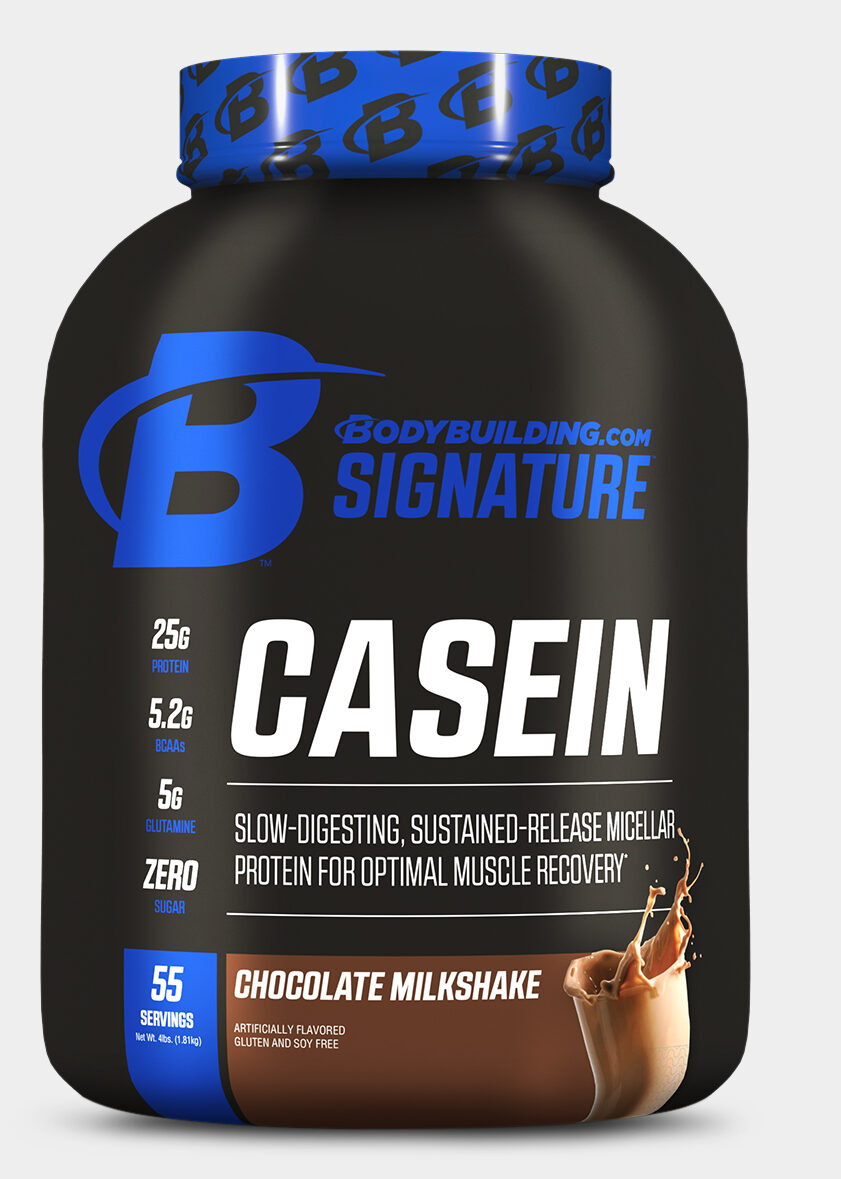 B
™
BODYBUILDING.COM
SIGNATURE
CASEIN
25G
PROTEIN
5.2G
BCAAs
5G
GLUTAMINE
ZERO
SUGAR
SLOW-DIGESTING, SUSTAINED-RELEASE MICELLAR
PROTEIN FOR OPTIMAL MUSCLE RECOVERY*
55
SERVINGS
Net Wt. 4lbs. (1.81kg)
CHOCOLATE MILKSHAKE
ARTIFICIALLY FLAVORED
GLUTEN AND SOY FREE